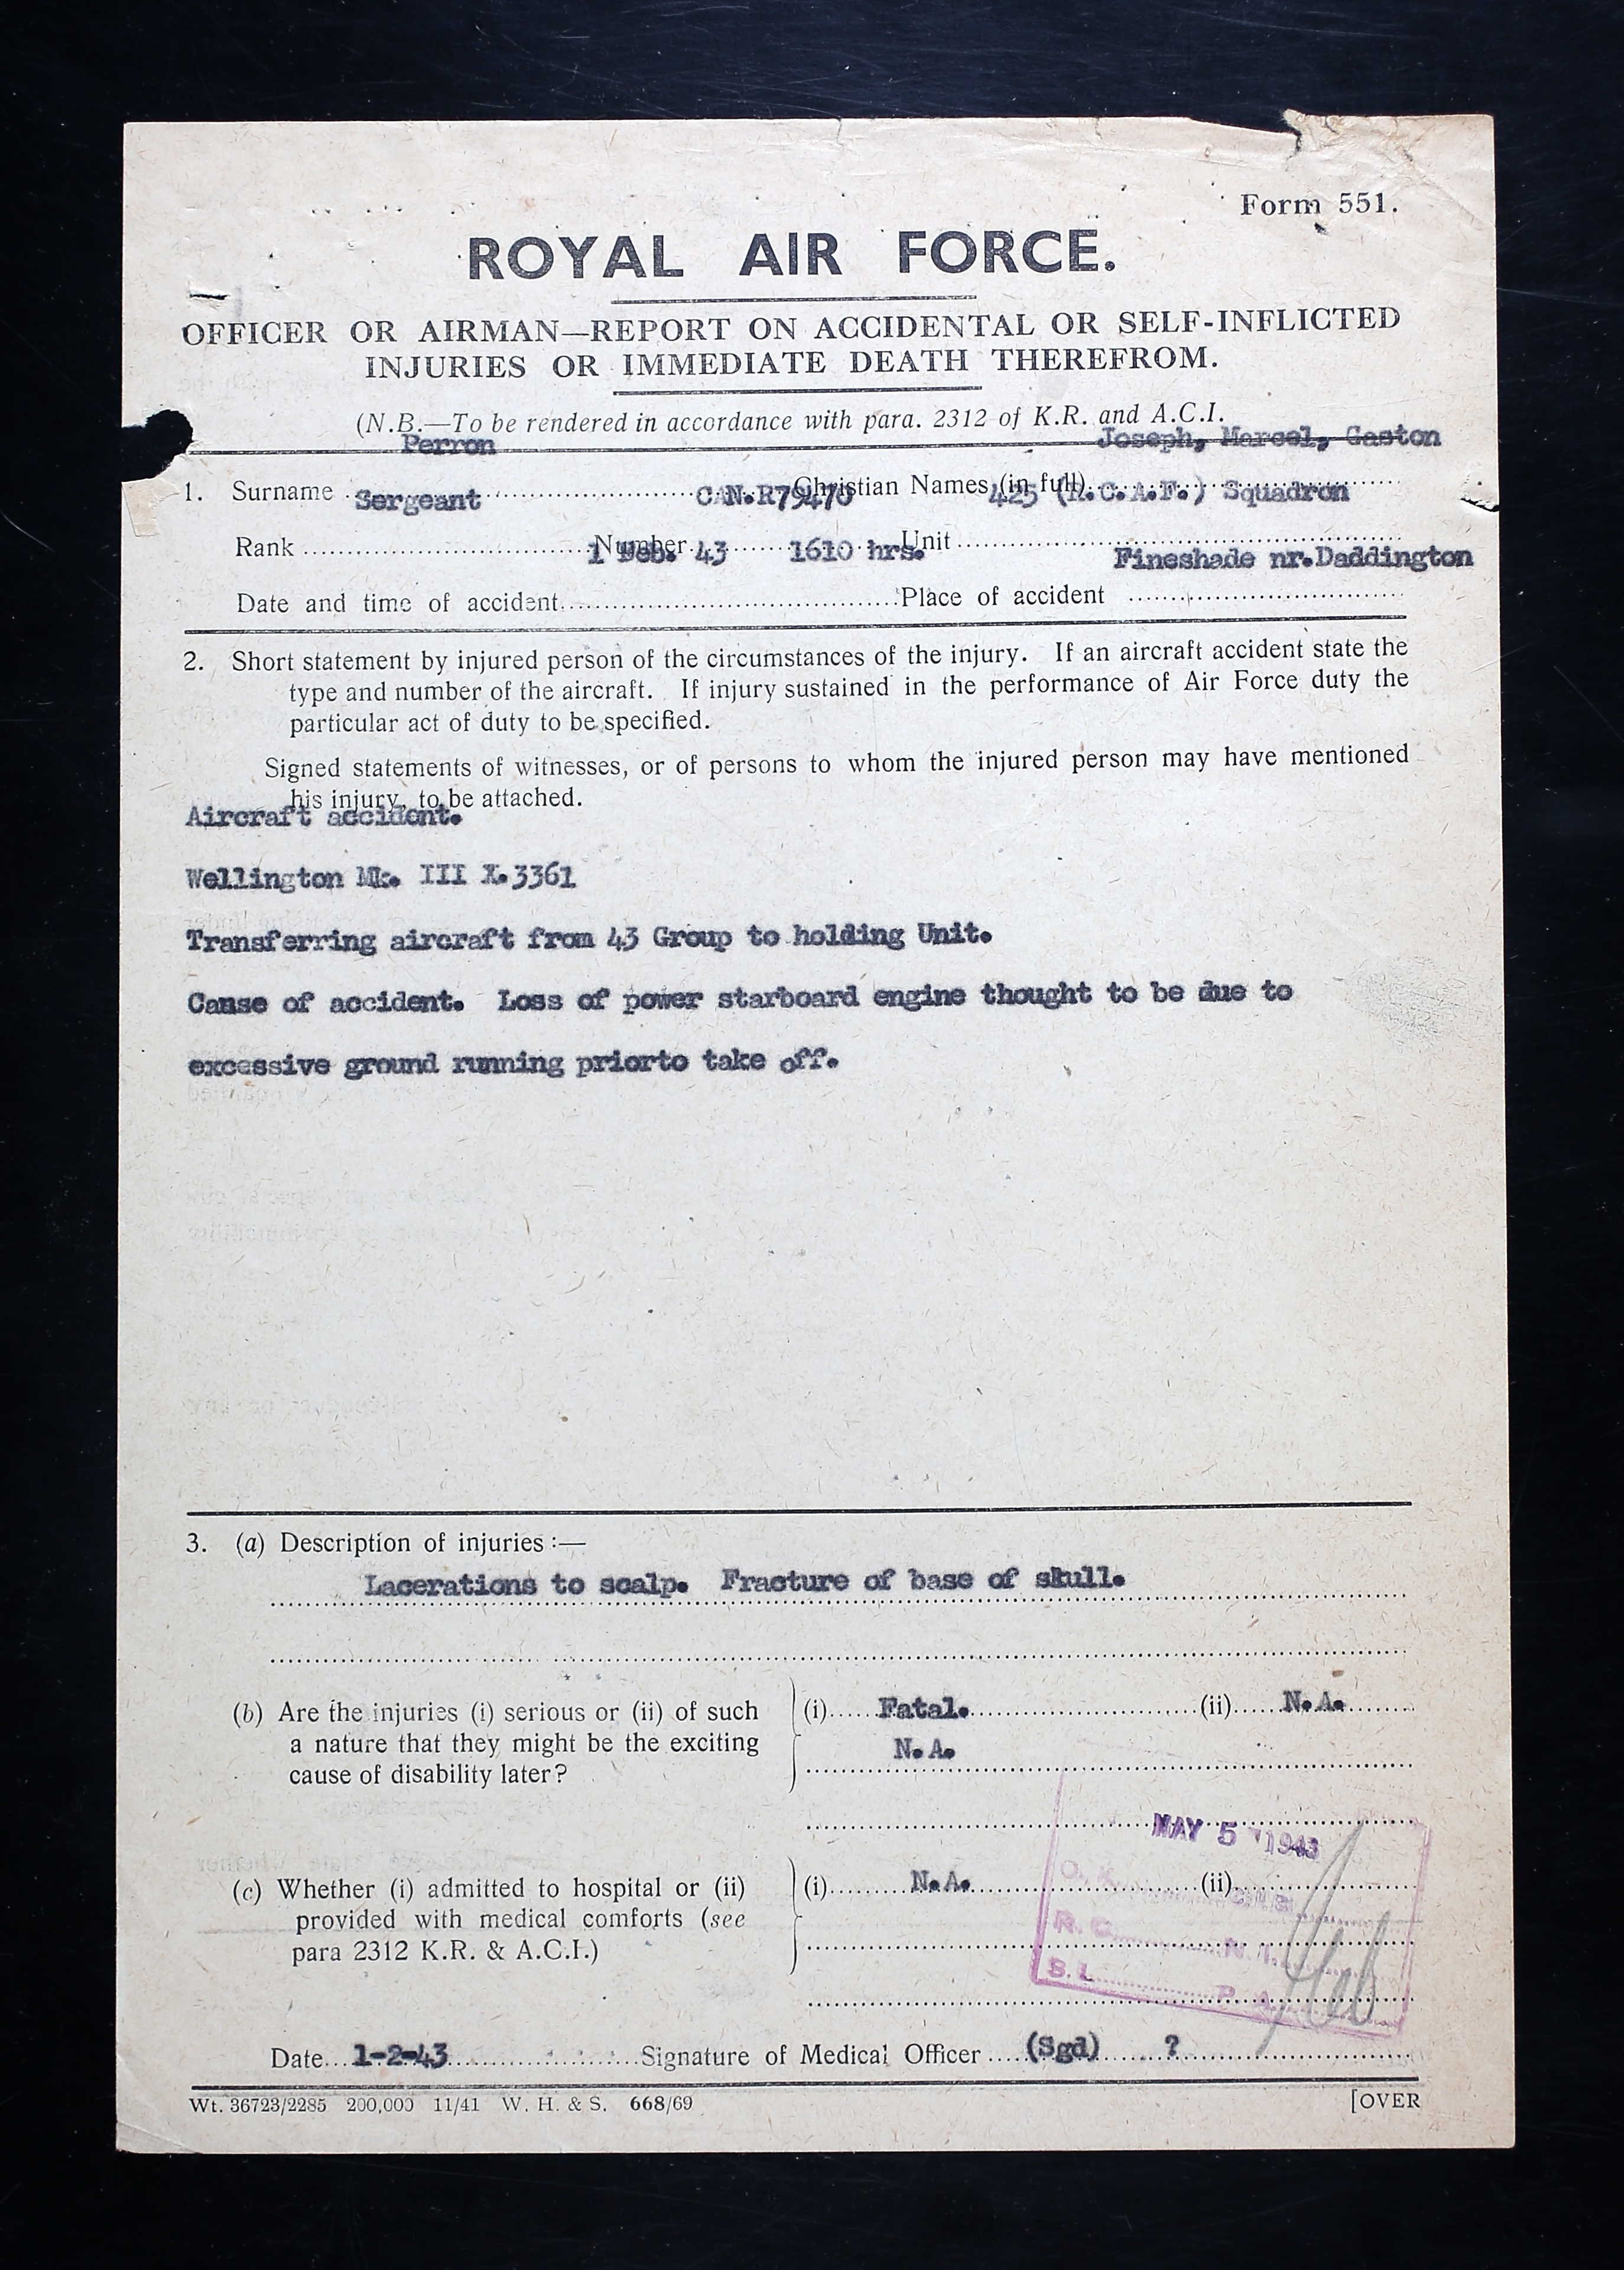 Form 551.
ROYAL AIR FORCE.
OFFICER OR AIRMAN—REPORT ON ACCIDENTAL OR SELF-INFLICTED
INJURIES OR IMMEDIATE DEATH THEREFROM.
(N.B.—To be rendered in accordance with para. 2312 of K.R. and A.C.I.
Perron Joseph, Marcel, Gaston
1. Surname Christian Names (in full)
Sergeant CAN.R79470 425 (R.C.A.F.) Squadron
Rank Number Unit
1 Feb. 43 1610 hrs. Fineshade nr.Daddington
Date and time of accident Place of accident
2. Short statement by injured person of the circumstances of the injury. If an aircraft accident state the
type and number of the aircraft. If injury sustained in the performance of Air Force duty the
particular act of duty to be specified.
Signed statements of witnesses, or of persons to whom the injured person may have mentioned
his injury, to be attached.
Aircraft accident.
Wellington Mk. III X.3361
Transferring aircraft from 43 Group to holding Unit.
Cause of accident. Loss of power starboard engine thought to be due to
excessive ground running priorto take off.
3. (a) Description of injuries :—
Lacerations to scalp. Fracture of base of skull.
(b) Are the injuries (i) serious or (ii) of such (i) Fatal. (ii) N.A.
a nature that they might be the exciting N.A.
cause of disability later?
MAY 5 1943
(c) Whether (i) admitted to hospital or (ii) (i) N.A. (ii)
provided with medical comforts (see
para 2312 K.R. & A.C.I.)
R. C. N. I.
B. L. P. A.
Date 1-2-43 Signature of Medical Officer (Sgd) ?
Wt. 36723/2285 200,000 11/41 W. H. & S. 668/69 [OVER